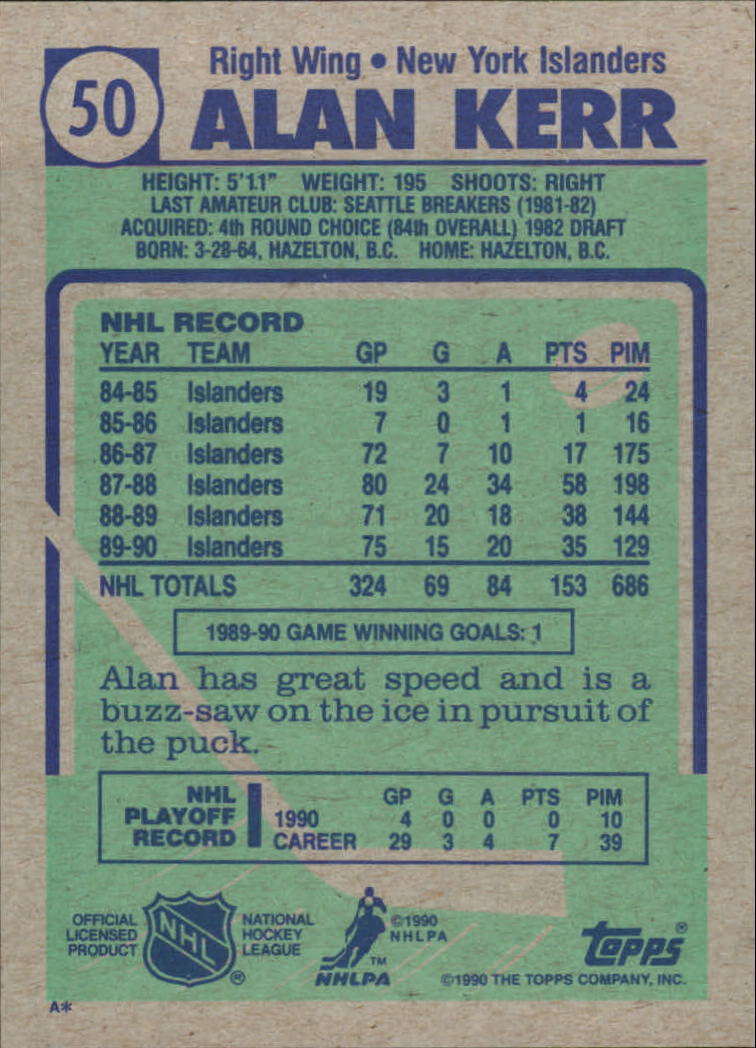 50
Right Wing • New York Islanders
ALAN KERR
HEIGHT: 5'11" WEIGHT: 195 SHOOTS: RIGHT
LAST AMATEUR CLUB: SEATTLE BREAKERS (1981-82)
ACQUIRED: 4th ROUND CHOICE (84th OVERALL) 1982 DRAFT
BORN: 3-28-64, HAZELTON, B.C. HOME: HAZELTON, B.C.
NHL RECORD
YEAR TEAM GP G A PTS PIM
84-85 Islanders 19 3 1 4 24
85-86 Islanders 7 0 1 1 16
86-87 Islanders 72 7 10 17 175
87-88 Islanders 80 24 34 58 198
88-89 Islanders 71 20 18 38 144
89-90 Islanders 75 15 20 35 129
NHL TOTALS 324 69 84 153 686
1989-90 GAME WINNING GOALS: 1
Alan has great speed and is a
buzz-saw on the ice in pursuit of
the puck.
NHL
PLAYOFF
RECORD
GP G A PTS PIM
1990 4 0 0 0 10
CAREER 29 3 4 7 39
OFFICIAL
LICENSED
PRODUCT
NHL
®
NATIONAL
HOCKEY
LEAGUE
©1990
NHLPA
TM
NHLPA
topps®
©1990 THE TOPPS COMPANY, INC.
A*